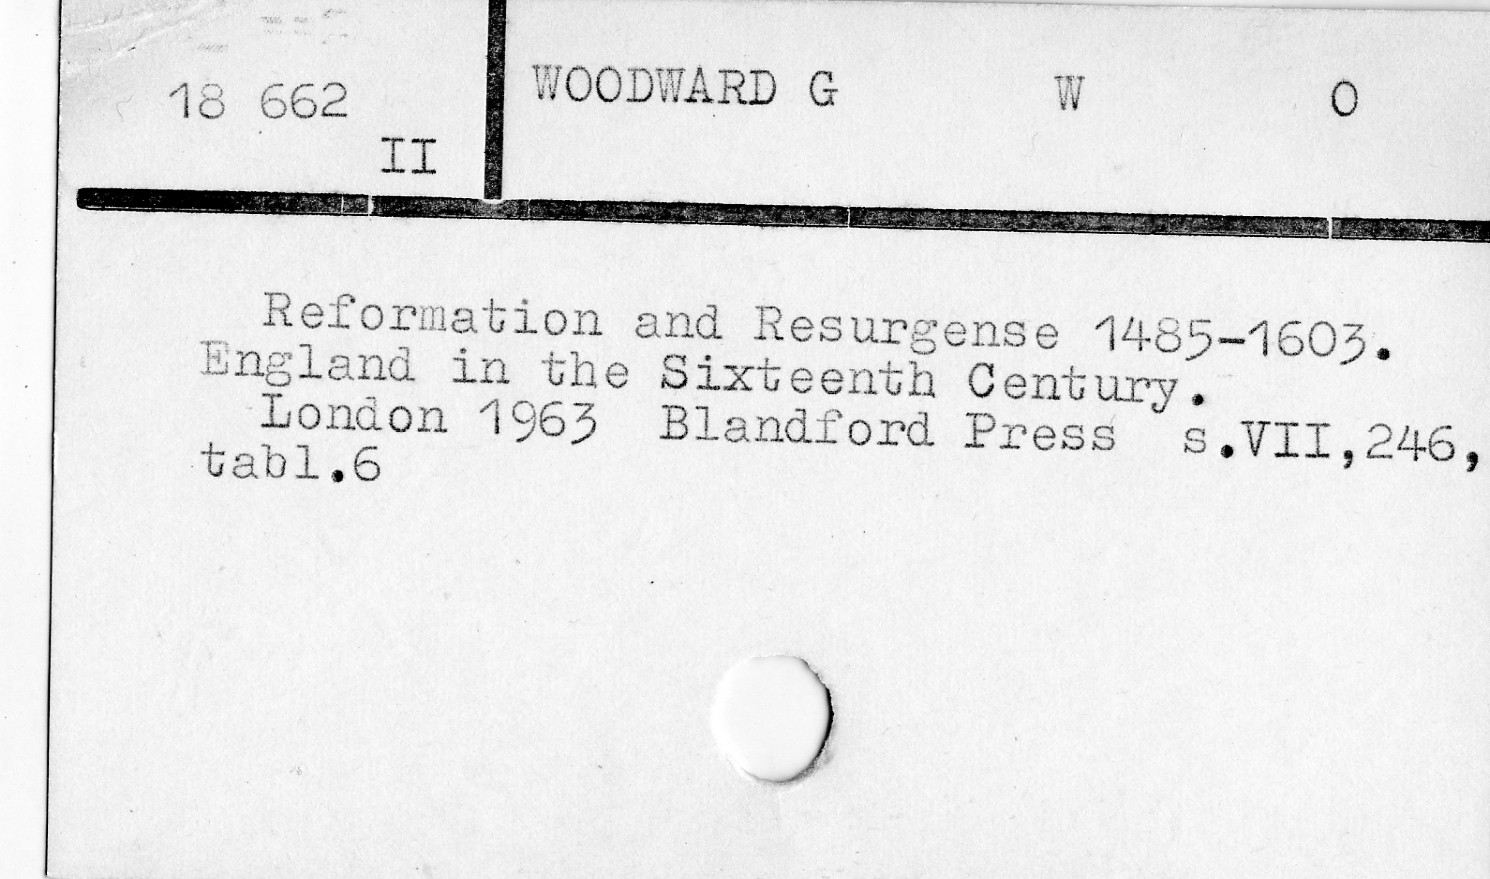 18 662
II
WOODWARD G W O
Reformation and Resurgense 1485-1603.
England in the Sixteenth Century.
London 1963 Blandford Press s.VII,246,
tabl.6